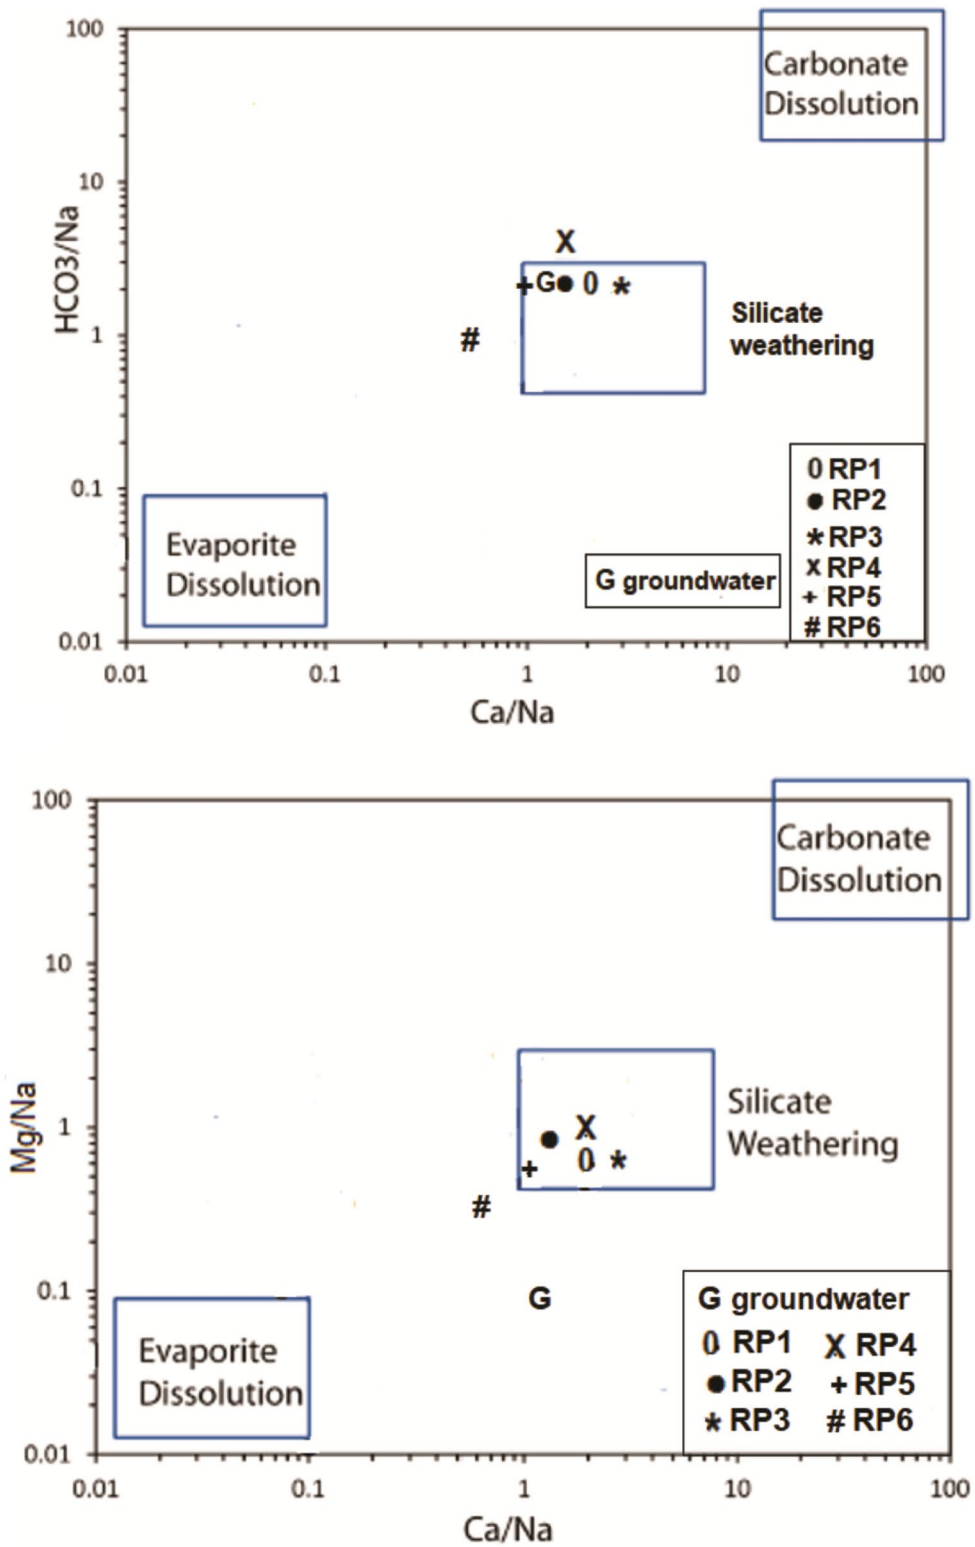 100
Carbonate
Dissolution
10
HCO3/Na
X
+ G ● 0 *
Silicate
weathering
1
#
0.1
Evaporite
Dissolution
G groundwater
0 RP1
● RP2
* RP3
x RP4
+ RP5
# RP6
0.01
0.01 0.1 1 10 100
Ca/Na
100
Carbonate
Dissolution
10
Mg/Na
Silicate
Weathering
1
● X
+ 0 *
#
0.1
G
Evaporite
Dissolution
G groundwater
0 RP1 X RP4
● RP2 + RP5
* RP3 # RP6
0.01
0.01 0.1 1 10 100
Ca/Na